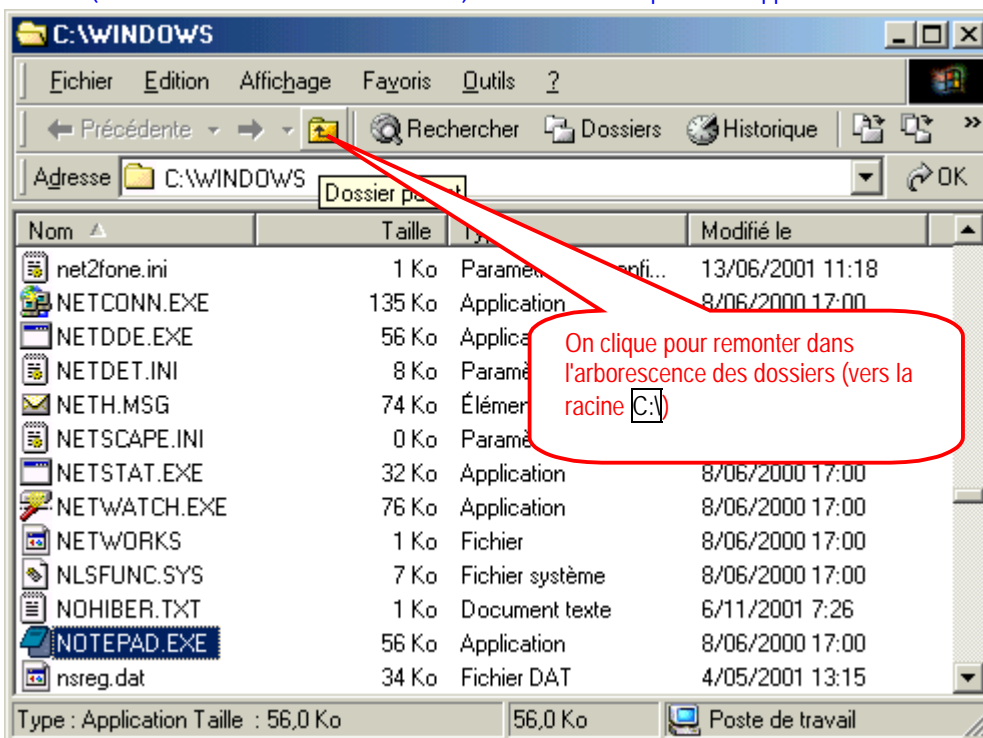 C:\WINDOWS
Fichier Edition Affichage Favoris Outils ?
Précédente Rechercher Dossiers Historique »
Adresse C:\WINDOWS OK
Dossier
Nom Taille Modifié le
net2fone.ini 1 Ko 13/06/2001 11:18
NETCONN.EXE 135 Ko Application 8/06/2000 17:00
NETDDE.EXE 56 Ko
NETDET.INI 8 Ko
NETH.MSG 74 Ko
NETSCAPE.INI 0 Ko
On clique pour remonter dans
l'arborescence des dossiers (vers la
racine C:\)
NETSTAT.EXE 32 Ko Application 8/06/2000 17:00
NETWATCH.EXE 76 Ko Application 8/06/2000 17:00
NETWORKS 1 Ko Fichier 8/06/2000 17:00
NLSFUNC.SYS 7 Ko Fichier système 8/06/2000 17:00
NOHIBER.TXT 1 Ko Document texte 6/11/2001 7:26
NOTEPAD.EXE 56 Ko Application 8/06/2000 17:00
nsreg.dat 34 Ko Fichier DAT 4/05/2001 13:15
Type : Application Taille : 56,0 Ko 56,0 Ko Poste de travail